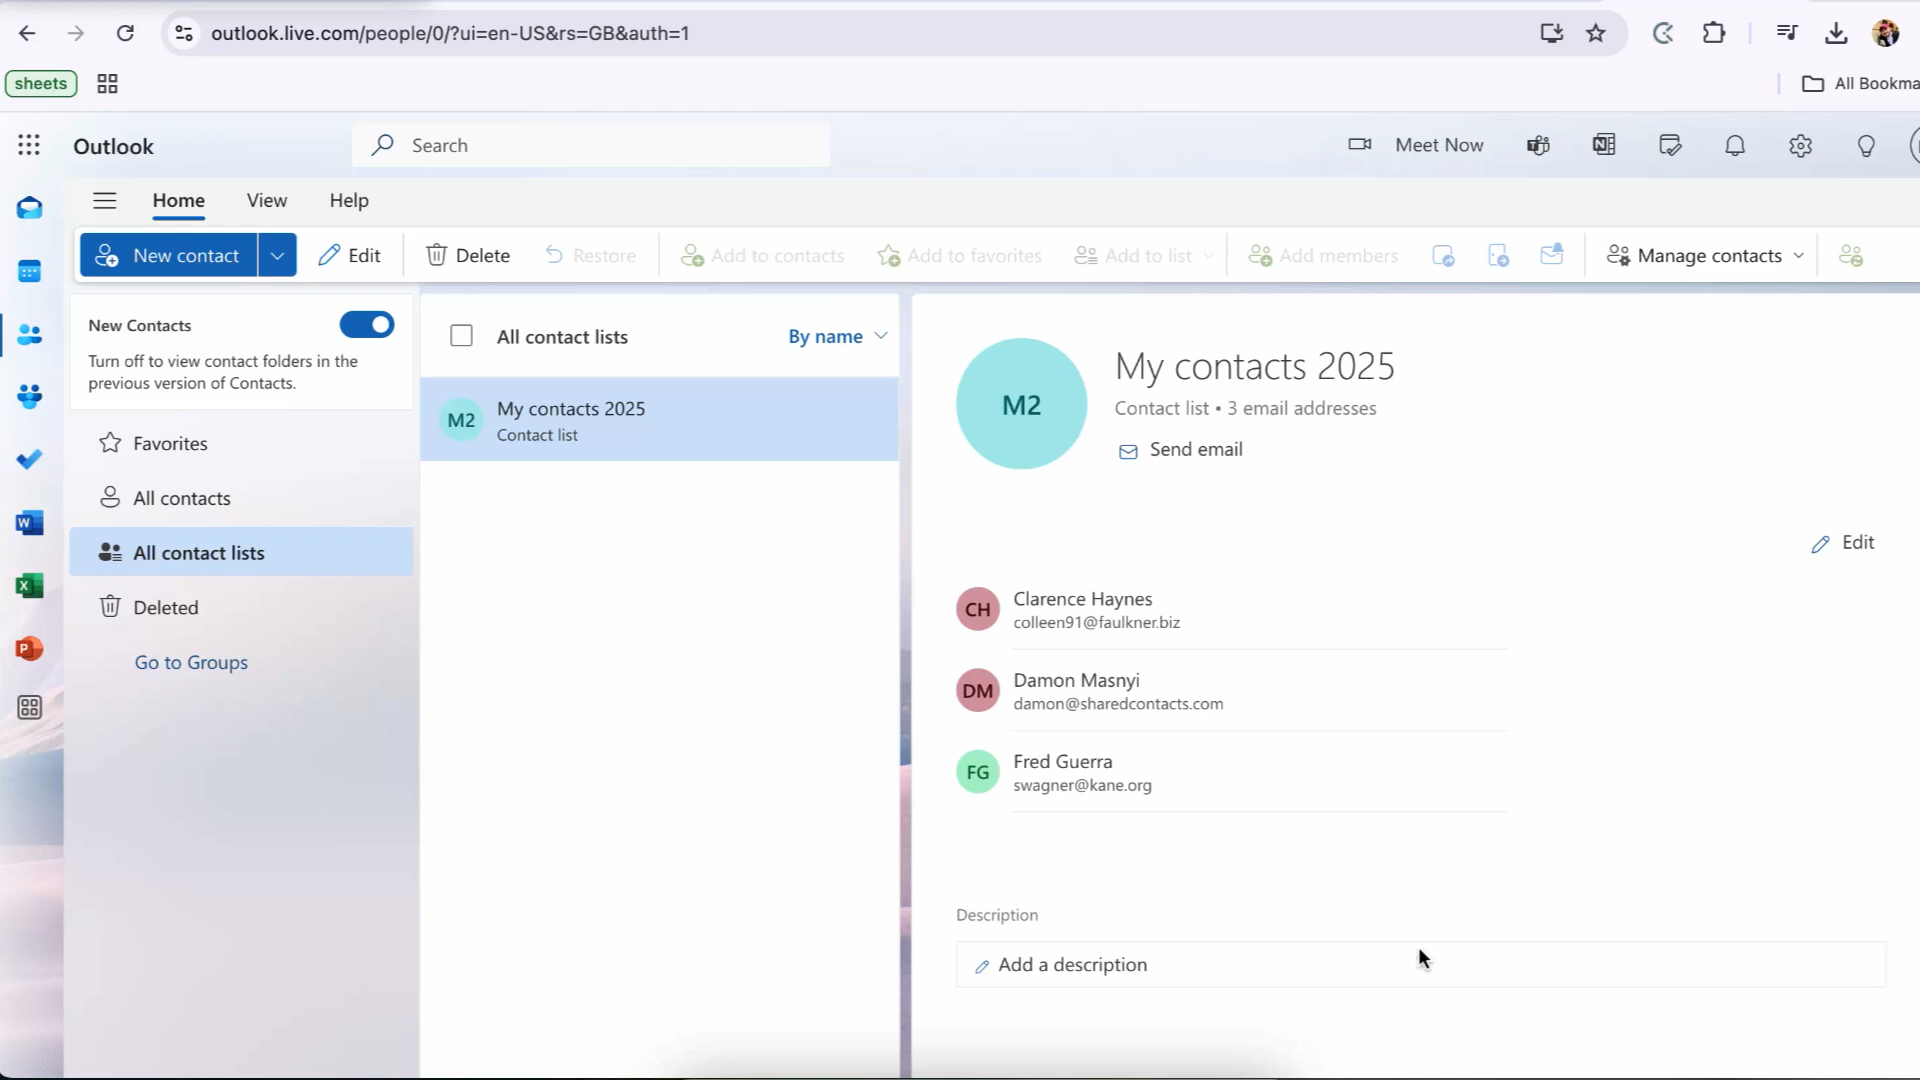 outlook.live.com/people/0/?ui=en-US&rs=GB&auth=1
sheets
All Bookma
Outlook
Search
Meet Now
Home
View
Help
New contact
Edit
Delete
Restore
Add to contacts
Add to favorites
Add to list
Add members
Manage contacts
New Contacts
Turn off to view contact folders in the
previous version of Contacts.
Favorites
All contacts
All contact lists
Deleted
Go to Groups
All contact lists
By name
M2
My contacts 2025
Contact list
M2
My contacts 2025
Contact list • 3 email addresses
Send email
Edit
CH
Clarence Haynes
colleen91@faulkner.biz
DM
Damon Masnyi
damon@sharedcontacts.com
FG
Fred Guerra
swagner@kane.org
Description
Add a description